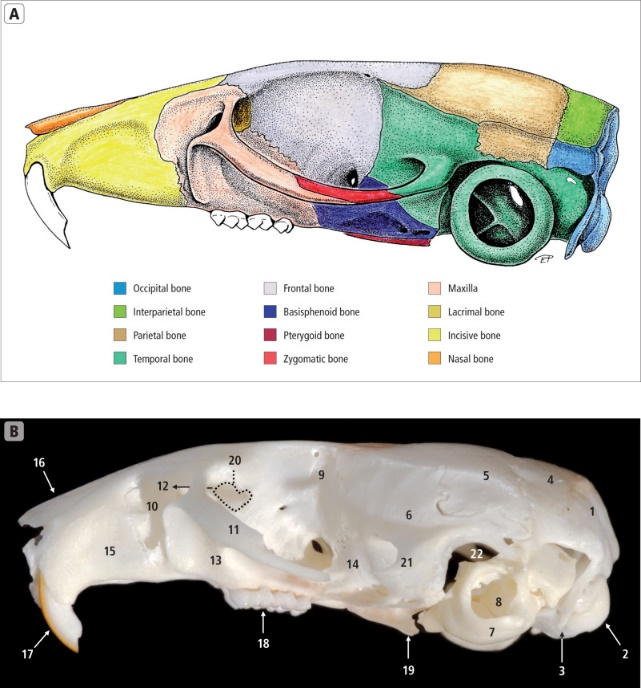 A
EP
Occipital bone
Frontal bone
Maxilla
Interparietal bone
Basisphenoid bone
Lacrimal bone
Parietal bone
Pterygoid bone
Incisive bone
Temporal bone
Zygomatic bone
Nasal bone
B
16
20
12
9
5
4
10
1
6
11
15
13
14
21
22
8
7
17
18
19
3
2